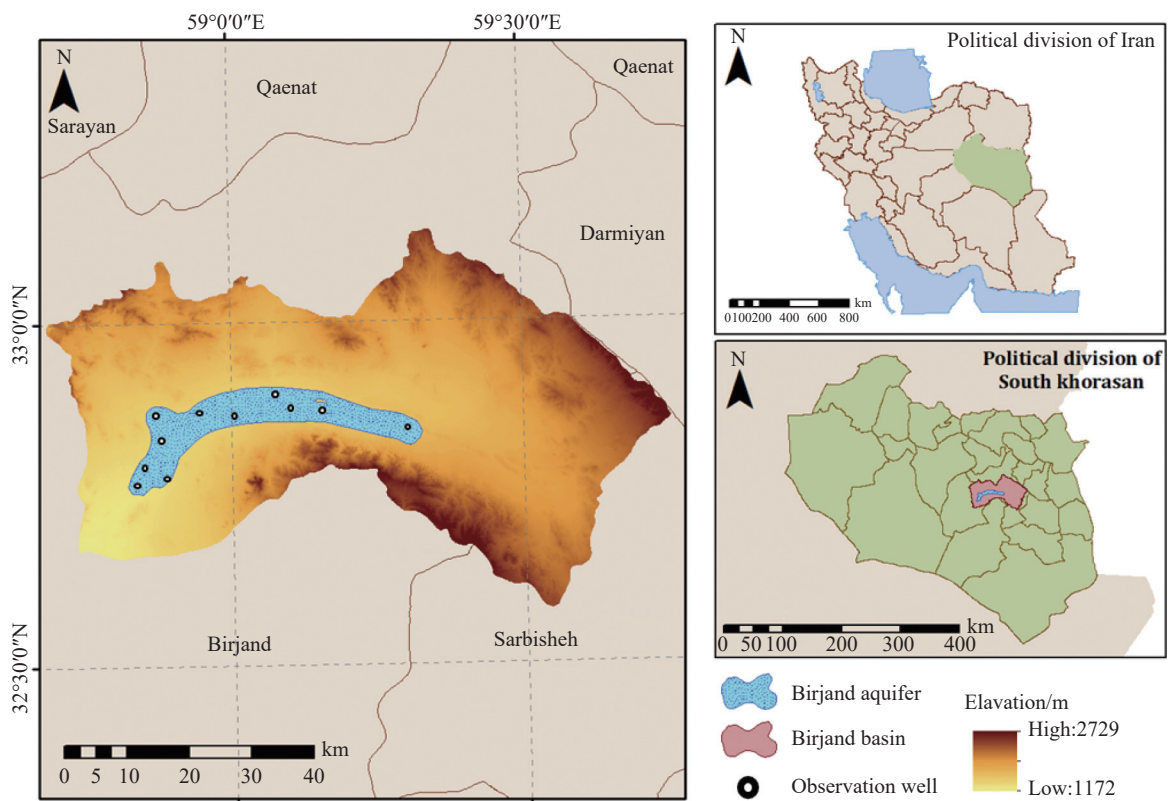 59°0′0″E
59°30′0″E
N
Qaenat
Qaenat
Sarayan
Darmiyan
33°0′0″N
Birjand
Sarbisheh
32°30′0″N
km
0 5 10 20 30 40
N
Political division of Iran
km
0100200 400 600 800
N
Political division of
South khorasan
km
0 50 100 200 300 400
Birjand aquifer
Birjand basin
Observation well
Elavation/m
High:2729
Low:1172